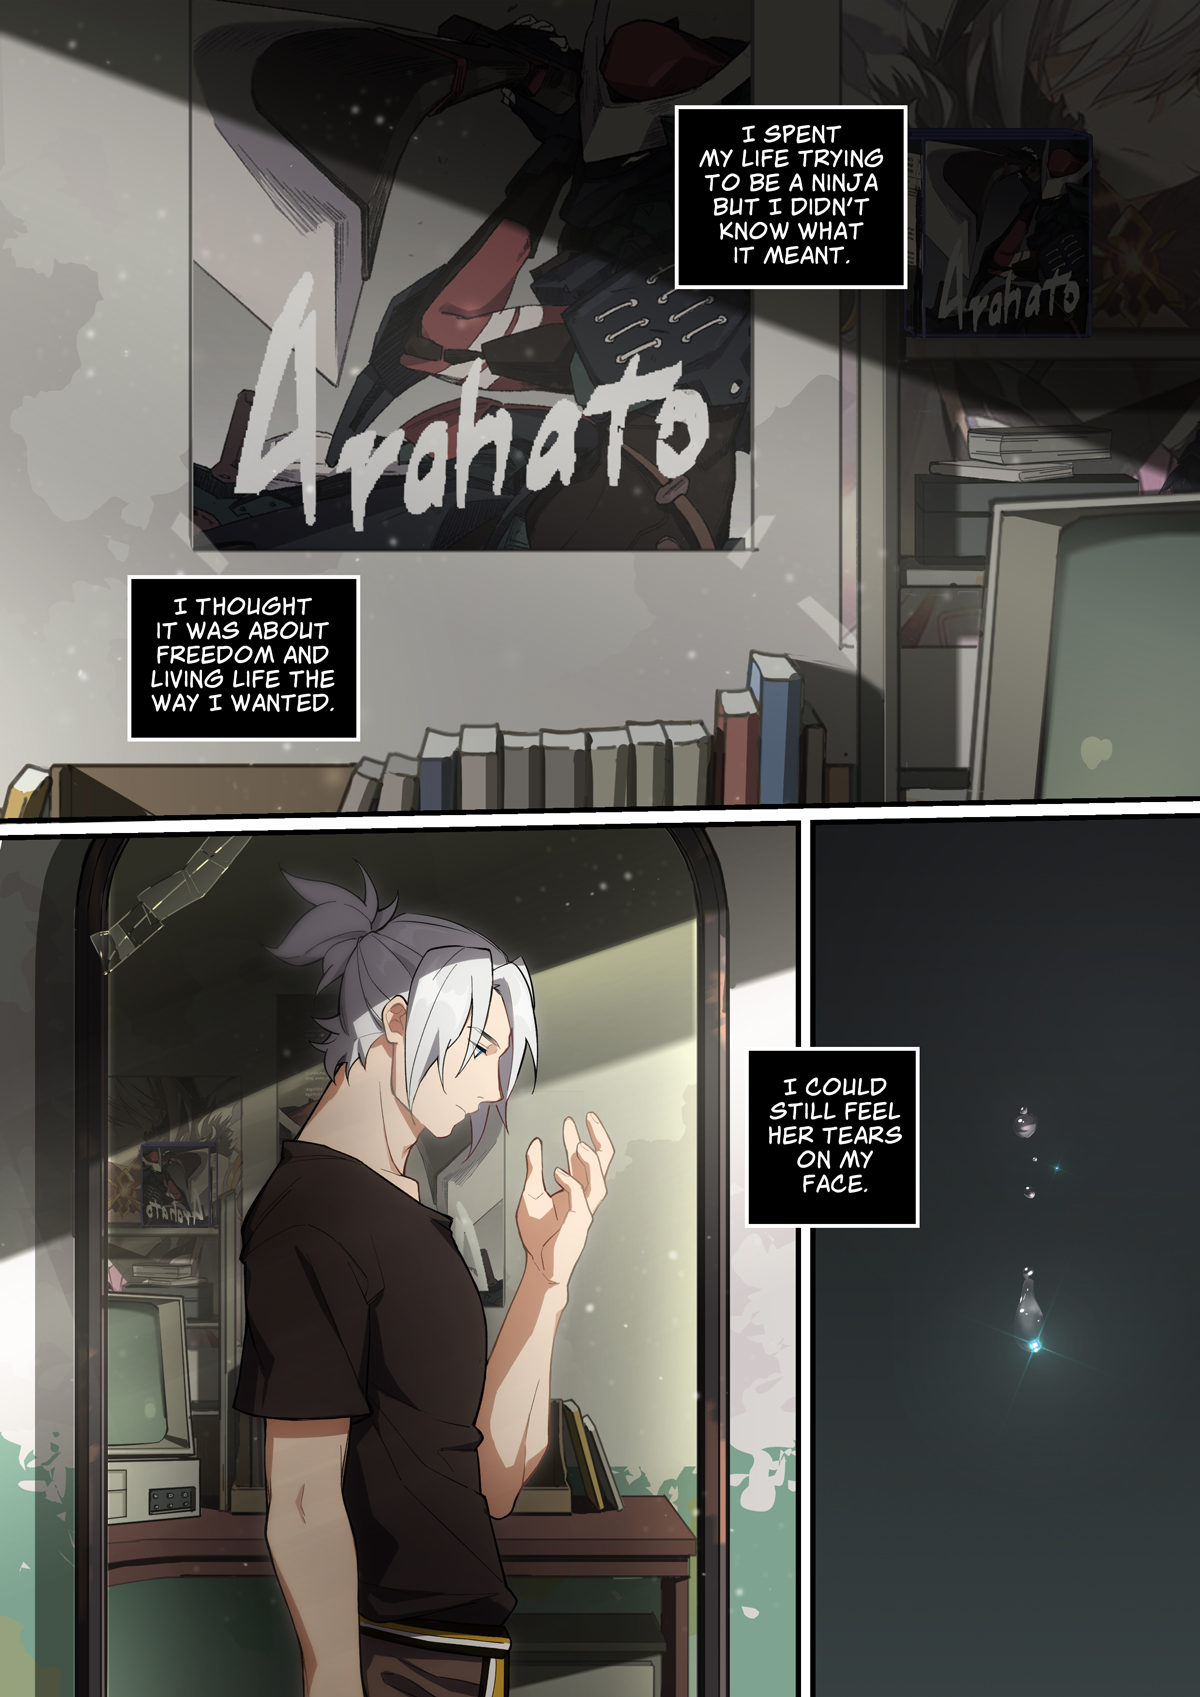 I SPENT
MY LIFE TRYING
TO BE A NINJA
BUT I DIDN'T
KNOW WHAT
IT MEANT.
Arahato
Arahato
I THOUGHT
IT WAS ABOUT
FREEDOM AND
LIVING LIFE THE
WAY I WANTED.
I COULD
STILL FEEL
HER TEARS
ON MY
FACE.